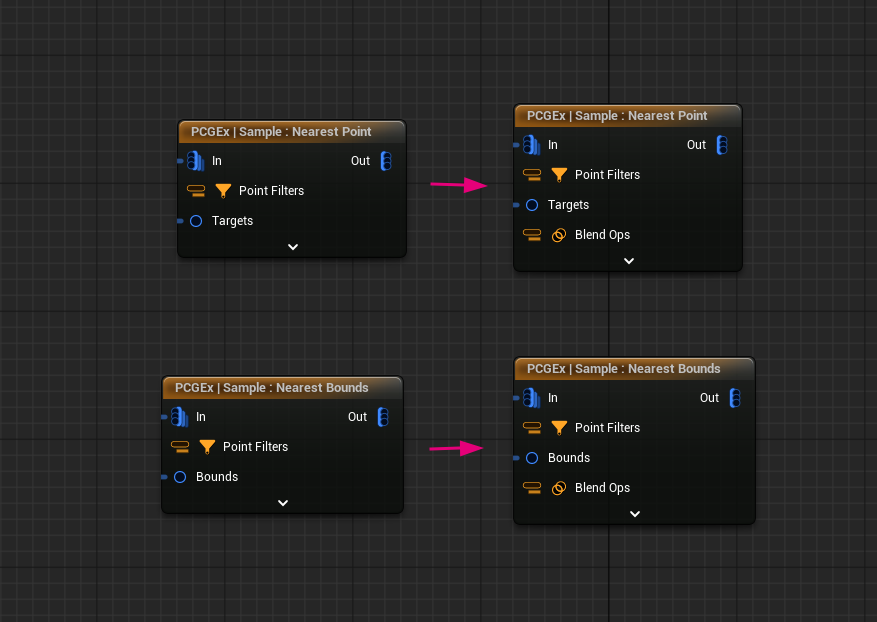 PCGEx | Sample : Nearest Point
In Out
Point Filters
Targets
PCGEx | Sample : Nearest Point
In Out
Point Filters
Targets
Blend Ops
PCGEx | Sample : Nearest Bounds
In Out
Point Filters
Bounds
PCGEx | Sample : Nearest Bounds
In Out
Point Filters
Bounds
Blend Ops